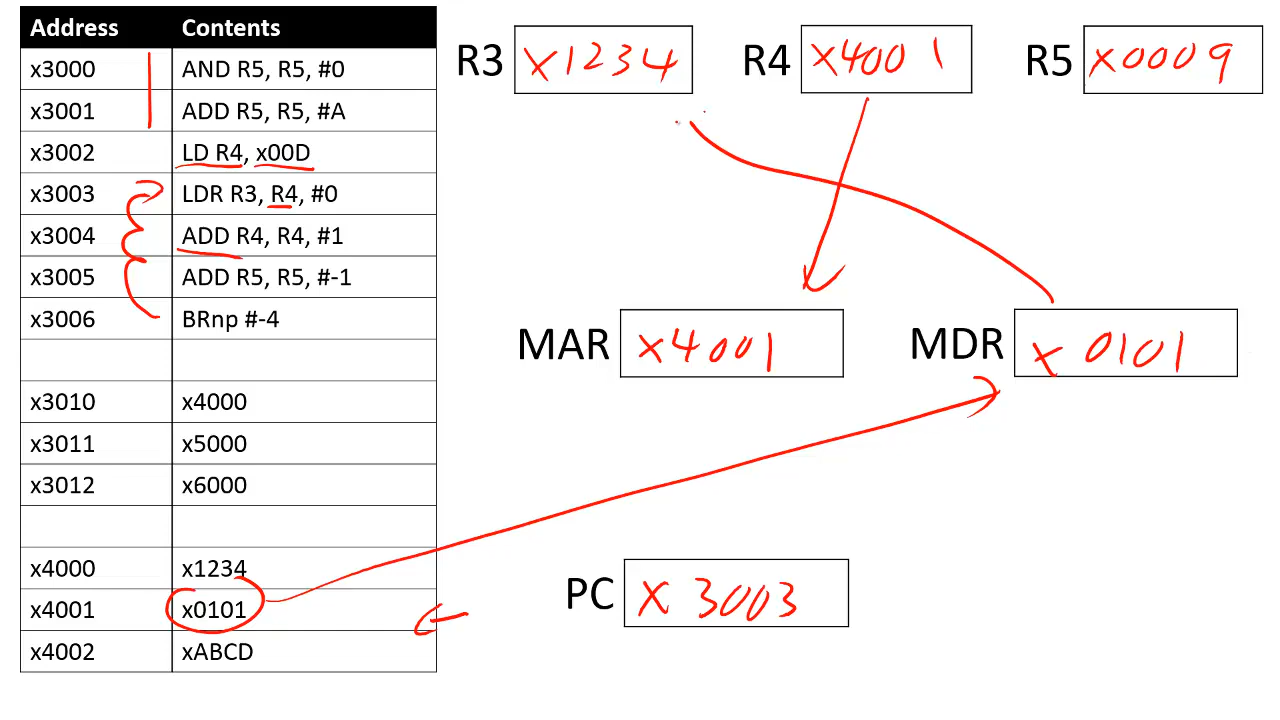 Address Contents
x3000 AND R5, R5, #0
x3001 ADD R5, R5, #A
x3002 LD R4, x00D
x3003 LDR R3, R4, #0
x3004 ADD R4, R4, #1
x3005 ADD R5, R5, #-1
x3006 BRnp #-4
x3010 x4000
x3011 x5000
x3012 x6000
x4000 x1234
x4001 x0101
x4002 xABCD
R3 x1234 R4 x4001 R5 x0009
MAR x4001 MDR x0101
PC x3003